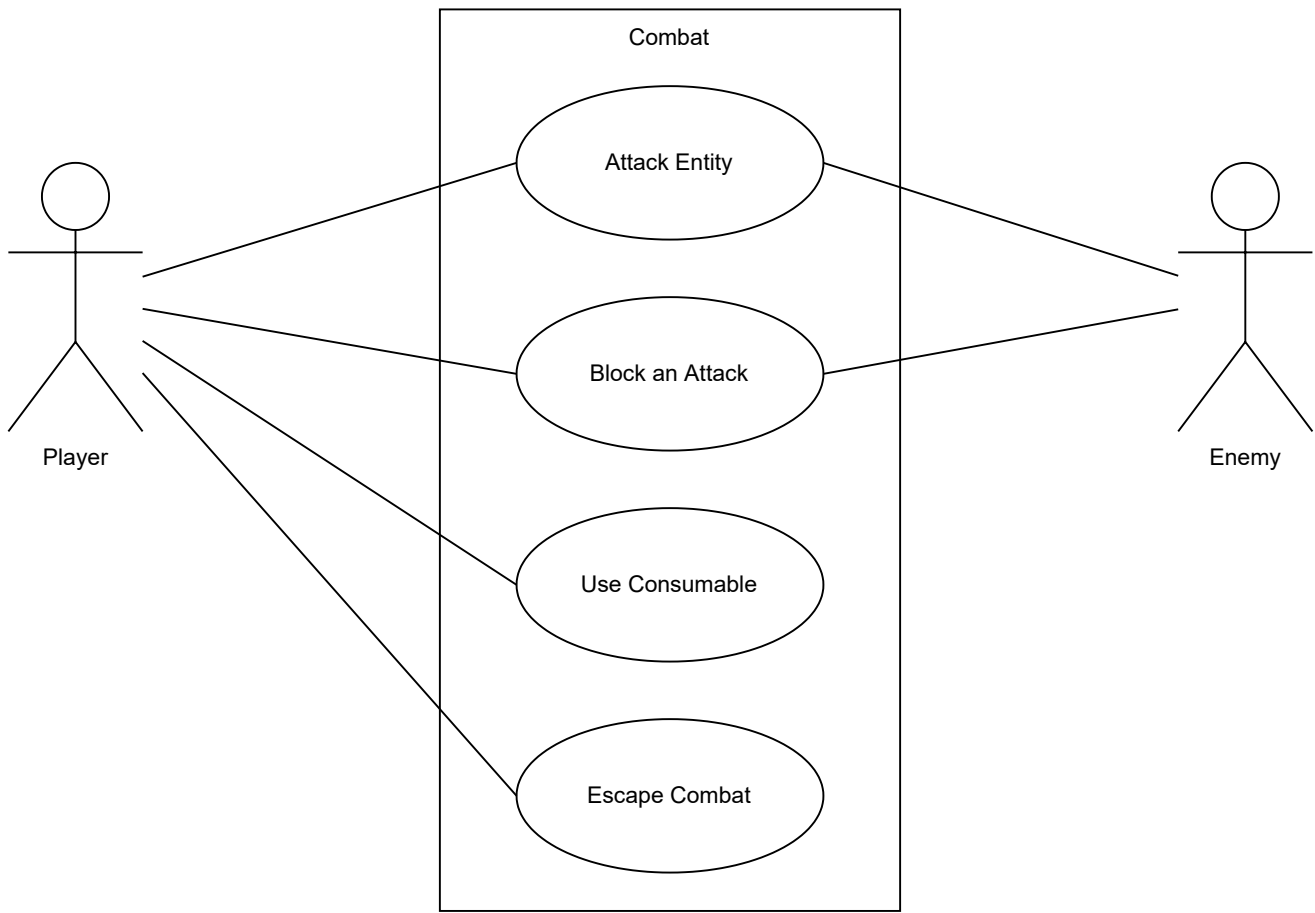 Combat
Attack Entity
Block an Attack
Player
Enemy
Use Consumable
Escape Combat